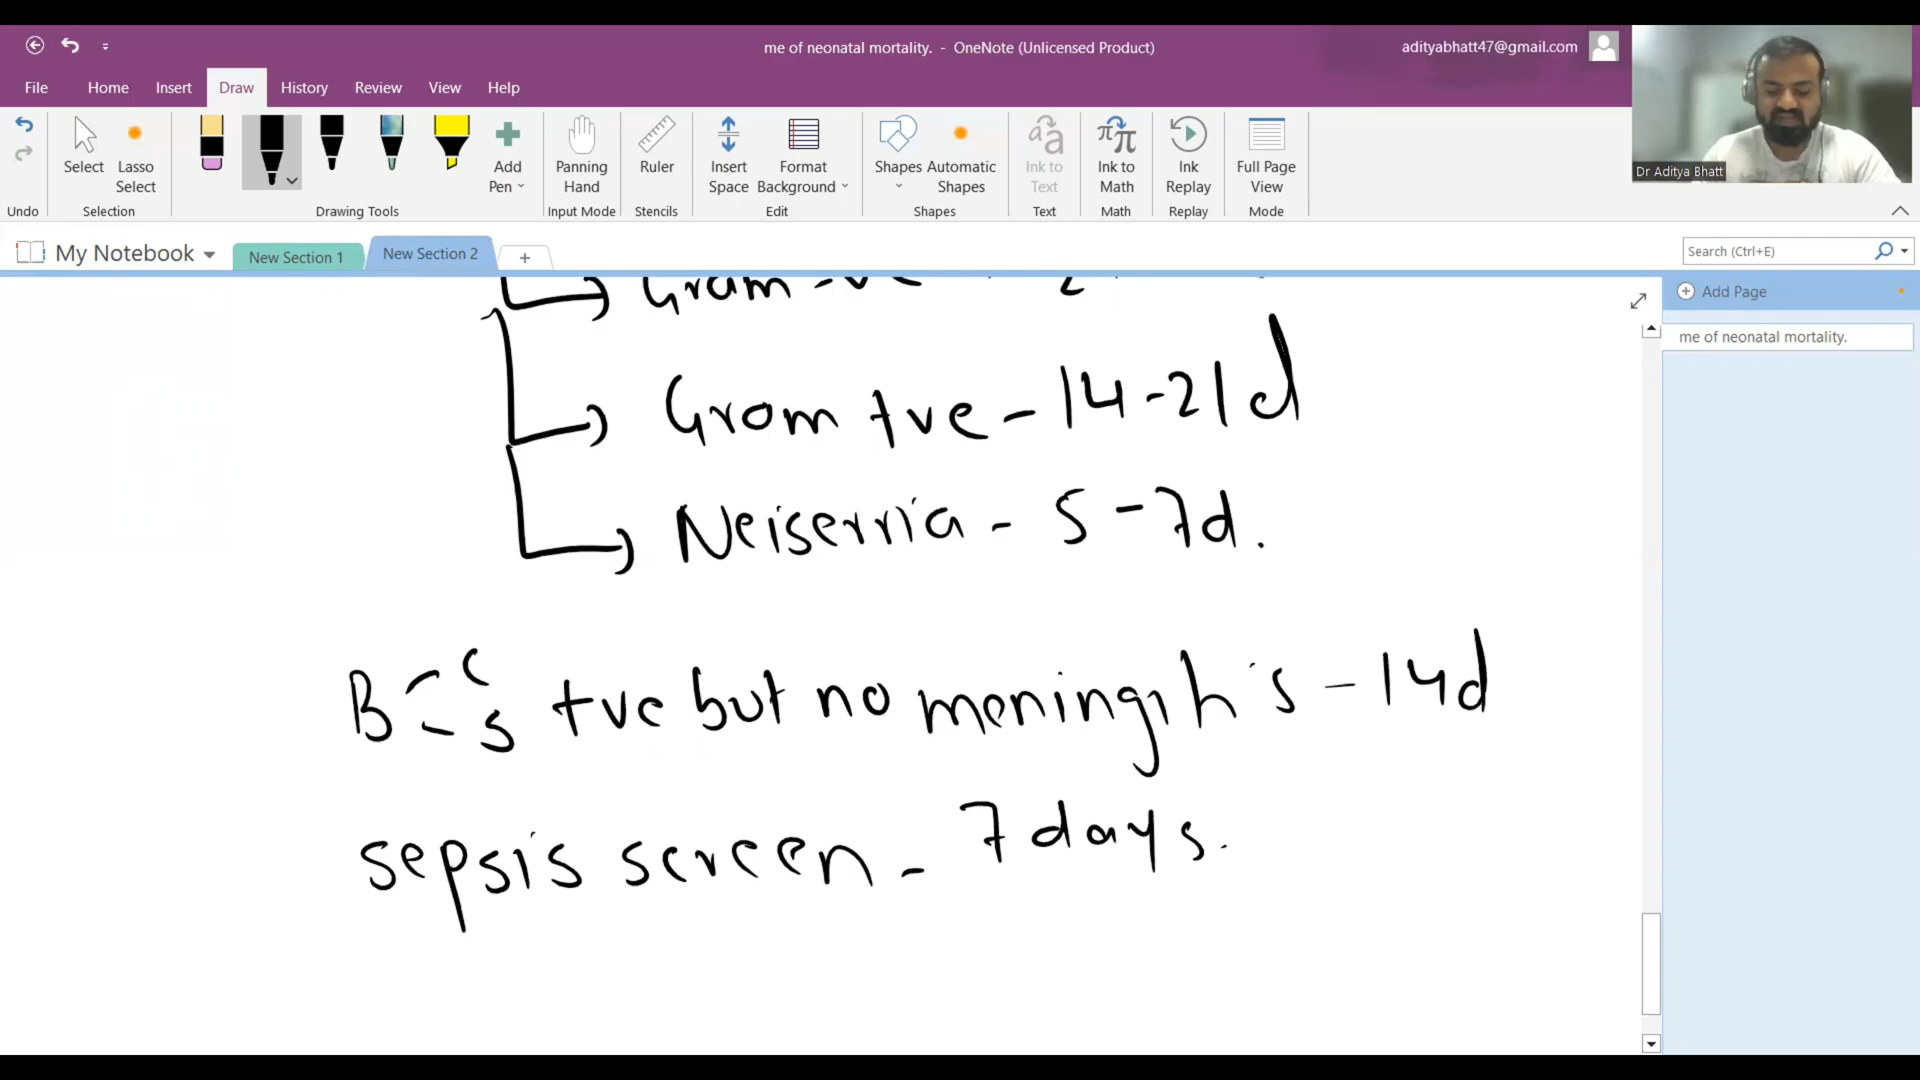 me of neonatal mortality. - OneNote (Unlicensed Product)
adityabhatt47@gmail.com
File Home Insert Draw History Review View Help
Select
Lasso Select
Add Pen
Panning Hand
Ruler
Insert Space
Format Background
Shapes
Automatic Shapes
Ink to Text
Ink to Math
Ink Replay
Full Page View
Undo Selection Drawing Tools Input Mode Stencils Edit Shapes Text Math Replay Mode
Dr Aditya Bhatt
My Notebook New Section 1 New Section 2 +
Search (Ctrl+E)
Add Page
me of neonatal mortality.
Gram -ve
Gram +ve - 14-21d
Neiserria - 5-7d.
B C S +ve but no meningitis - 14d
sepsis screen - 7 days.